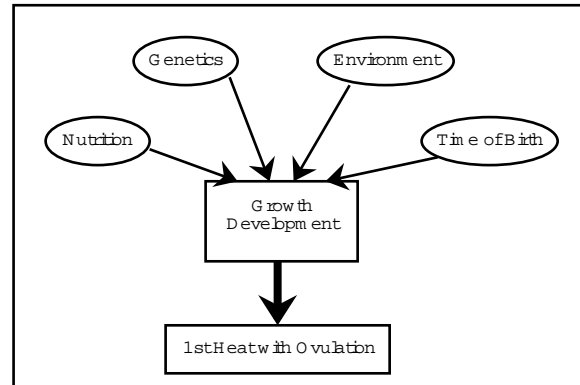 Genetics
Environment
Nutrition
Time of Birth
Growth
Development
1st Heat with Ovulation